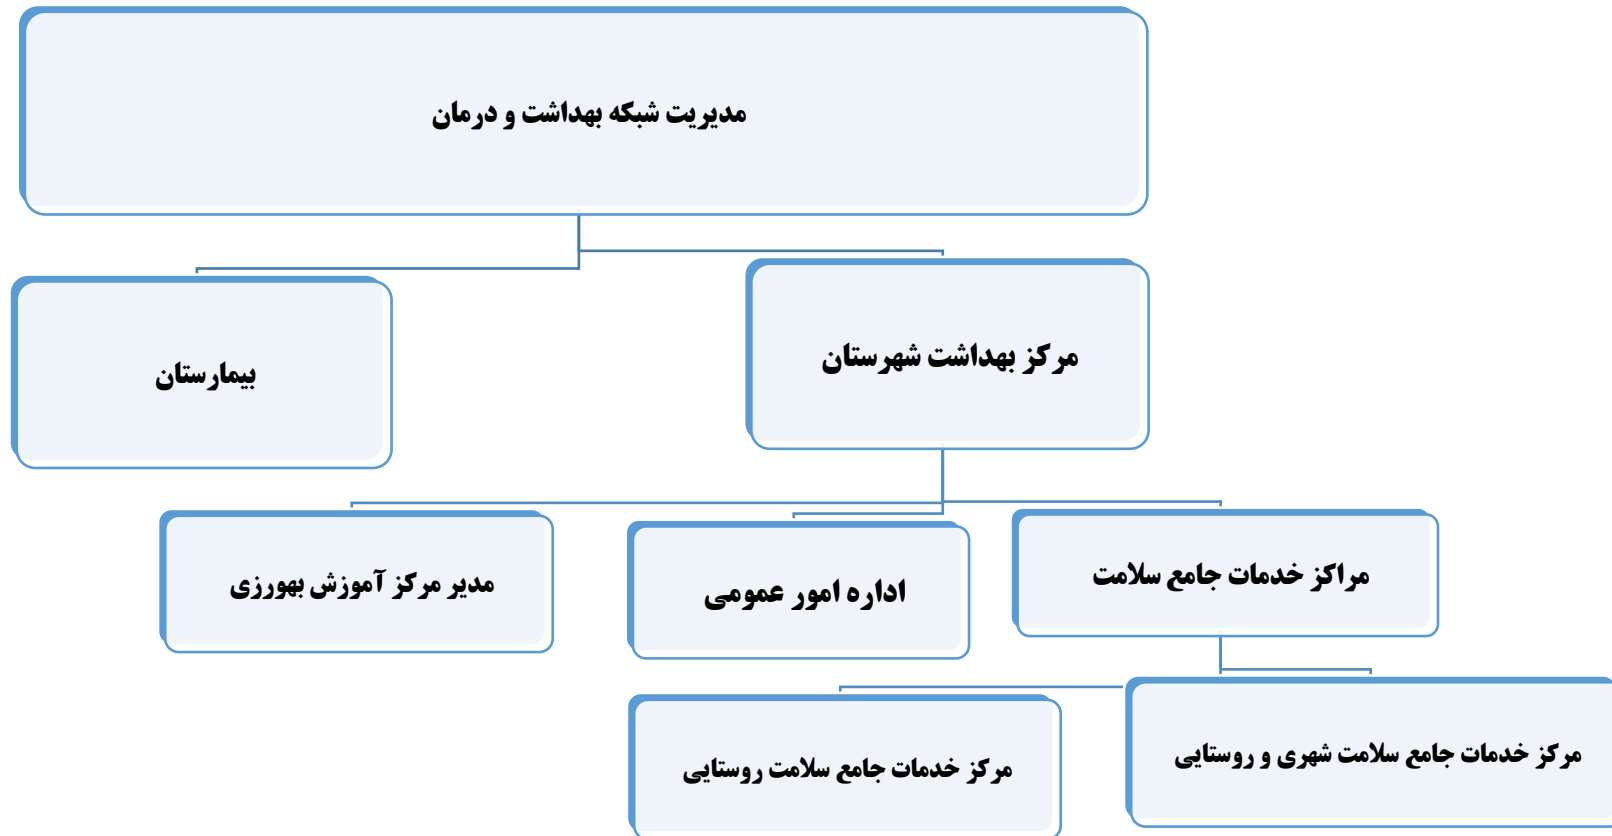 مدیریت شبکه بهداشت و درمان
مرکز بهداشت شهرستان
بیمارستان
مراکز خدمات جامع سلامت
اداره امور عمومی
مدیر مرکز آموزش بهورزی
مرکز خدمات جامع سلامت شهری و روستایی
مرکز خدمات جامع سلامت روستایی